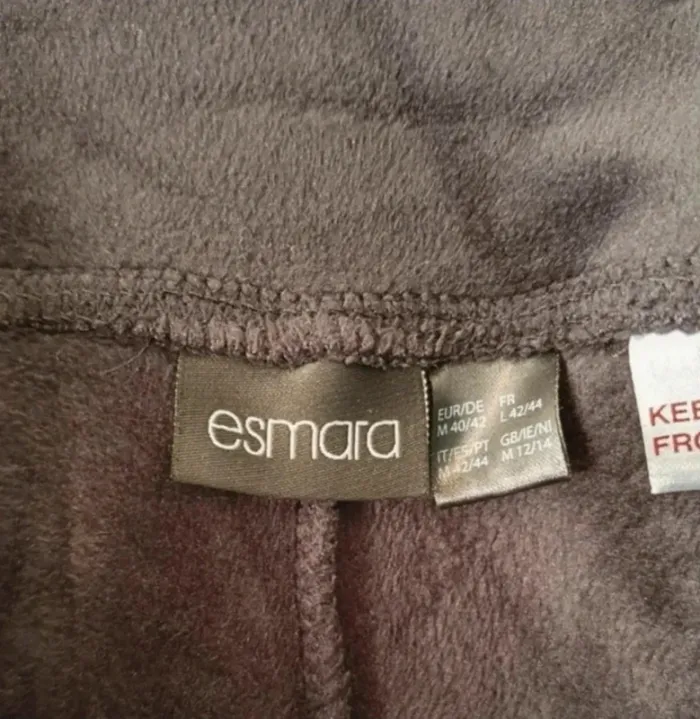 esmara
EUR/DE
M 40/42
FR
L 42/44
IT/ES/PT
M 42/44
GB/IE/NI
M 12/14
KEE
FRO